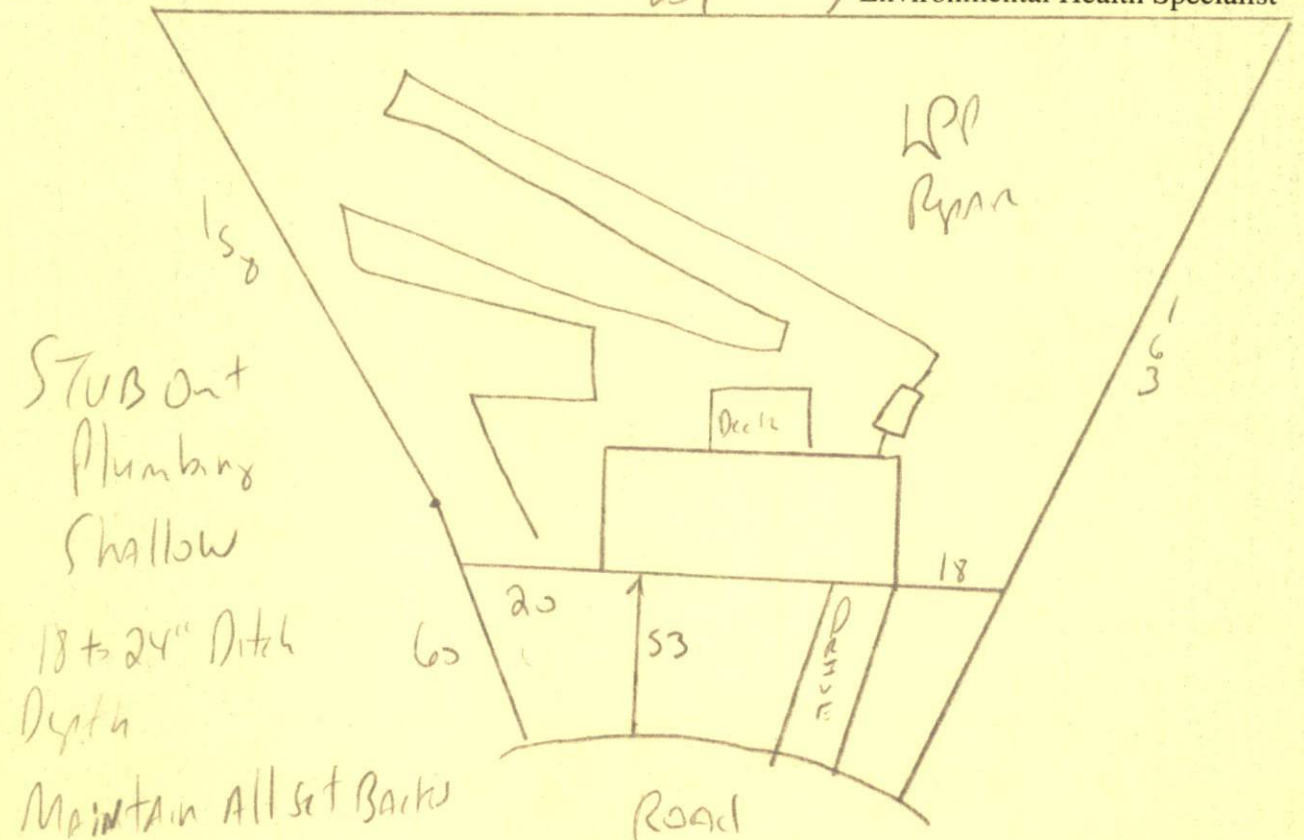 Environmental Health Specialist
LPP
Repair
158
163
STUB Out
Plumbing
Shallow
Deck
20
18
18 to 24" Ditch
Depth
60
53
Maintain All set Backs
Road